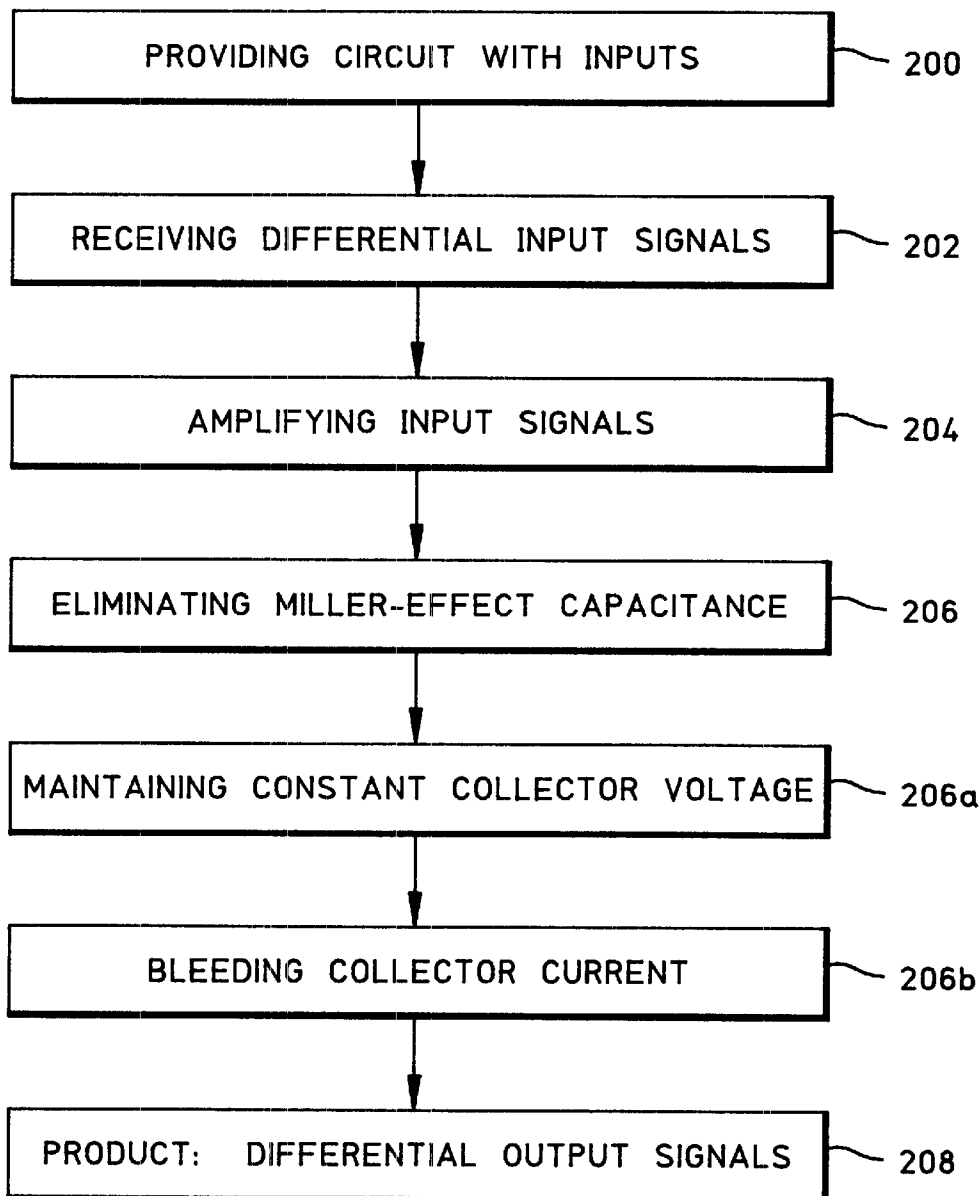 PROVIDING CIRCUIT WITH INPUTS 200
RECEIVING DIFFERENTIAL INPUT SIGNALS 202
AMPLIFYING INPUT SIGNALS 204
ELIMINATING MILLER-EFFECT CAPACITANCE 206
MAINTAINING CONSTANT COLLECTOR VOLTAGE 206a
BLEEDING COLLECTOR CURRENT 206b
PRODUCT: DIFFERENTIAL OUTPUT SIGNALS 208